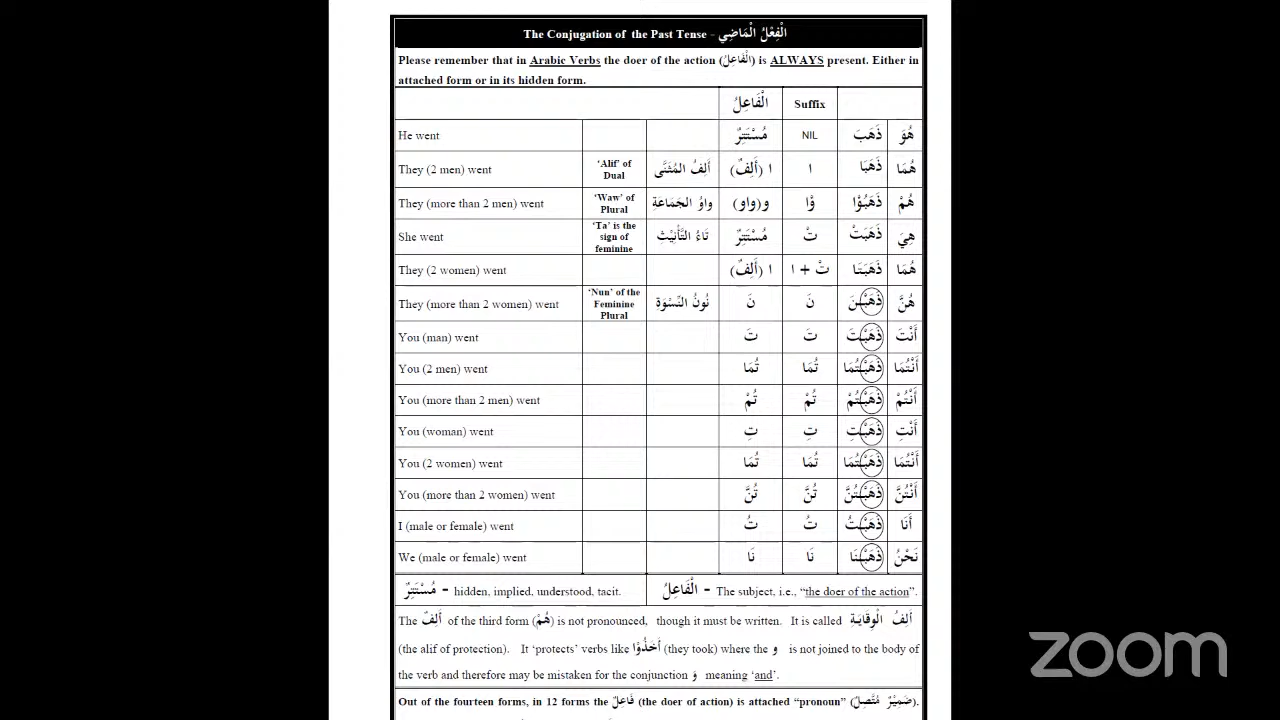 The Conjugation of the Past Tense - الْفِعْلُ الْمَاضِي
Please remember that in Arabic Verbs the doer of the action (الْفَاعِلُ) is ALWAYS present. Either in
attached form or in its hidden form.
الْفَاعِلُ Suffix
He went مُسْتَتِرٌ NIL ذَهَبَ هُوَ
They (2 men) went ‘Alif’ of Dual أَلِفُ المُثَنَّى ا (أَلِفٌ) ا ذَهَبَا هُمَا
They (more than 2 men) went ‘Waw’ of Plural واوُ الجَمَاعَةِ و(واو) وْا ذَهَبُوْا هُمْ
She went ‘Ta’ is the sign of feminine تَاءُ التَّأْنِيْثِ مُسْتَتِرٌ تْ ذَهَبَتْ هِيَ
They (2 women) went ا (أَلِفٌ) تْ + ا ذَهَبَتَا هُمَا
They (more than 2 women) went ‘Nun’ of the Feminine Plural نُونُ النِّسْوَةِ نَ نَ ذَهَبْنَ هُنَّ
You (man) went تَ تَ ذَهَبْتَ أَنْتَ
You (2 men) went تُمَا تُمَا ذَهَبْتُمَا أَنْتُمَا
You (more than 2 men) went تُمْ تُمْ ذَهَبْتُمْ أَنْتُمْ
You (woman) went تِ تِ ذَهَبْتِ أَنْتِ
You (2 women) went تُمَا تُمَا ذَهَبْتُمَا أَنْتُمَا
You (more than 2 women) went تُنَّ تُنَّ ذَهَبْتُنَّ أَنْتُنَّ
I (male or female) went تُ تُ ذَهَبْتُ أَنَا
We (male or female) went نَا نَا ذَهَبْنَا نَحْنُ
مُسْتَتِرٌ – hidden, implied, understood, tacit. الْفَاعِلُ – The subject, i.e., “the doer of the action”.
The أَلِفٌ of the third form (هُمْ) is not pronounced, though it must be written. It is called أَلِفُ الْوِقَايَةِ
(the alif of protection). It ‘protects’ verbs like أَخَذُوْا (they took) where the و is not joined to the body of
the verb and therefore may be mistaken for the conjunction وَ meaning ‘and’.
Out of the fourteen forms, in 12 forms the فَاعِلٌ (the doer of action) is attached “pronoun” (ضَمِيْرٌ مُتَّصِلٌ).
zoom